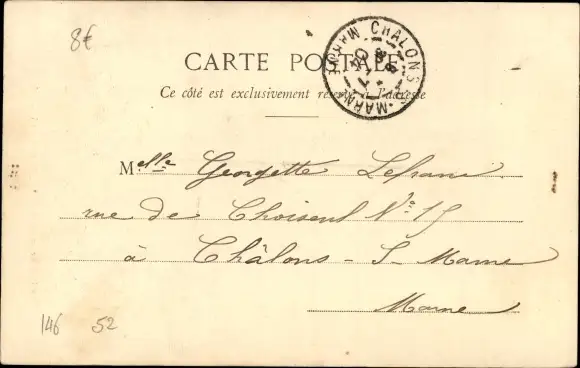 8€
CARTE POSTALE
Ce côté est exclusivement réservé à l'adresse
CHALONS-S-MARNE MARNE
Melle Georgette Lefranc
rue de Choiseul N° 15
à Châlons-S-Marne
Marne
146 52